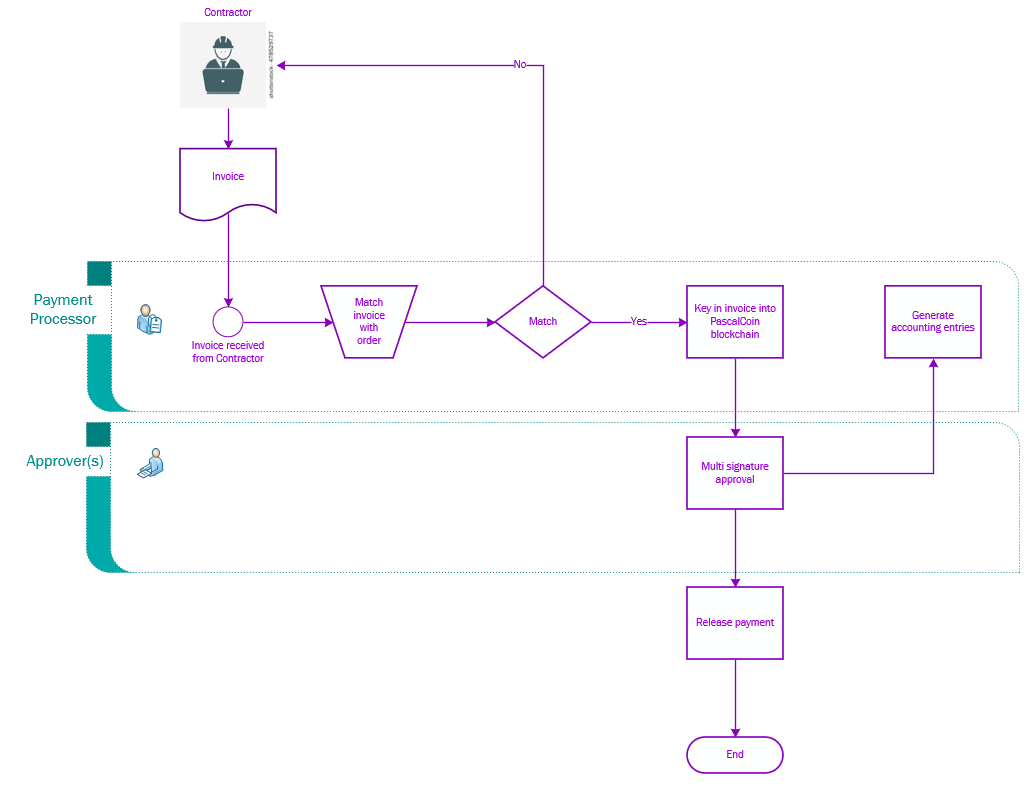 Contractor
shutterstock · 478529737
No
Invoice
Payment
Processor
Invoice received
from Contractor
Match
invoice
with
order
Match
Yes
Key in invoice into
PascalCoin
blockchain
Generate
accounting entries
Approver(s)
Multi signature
approval
Release payment
End